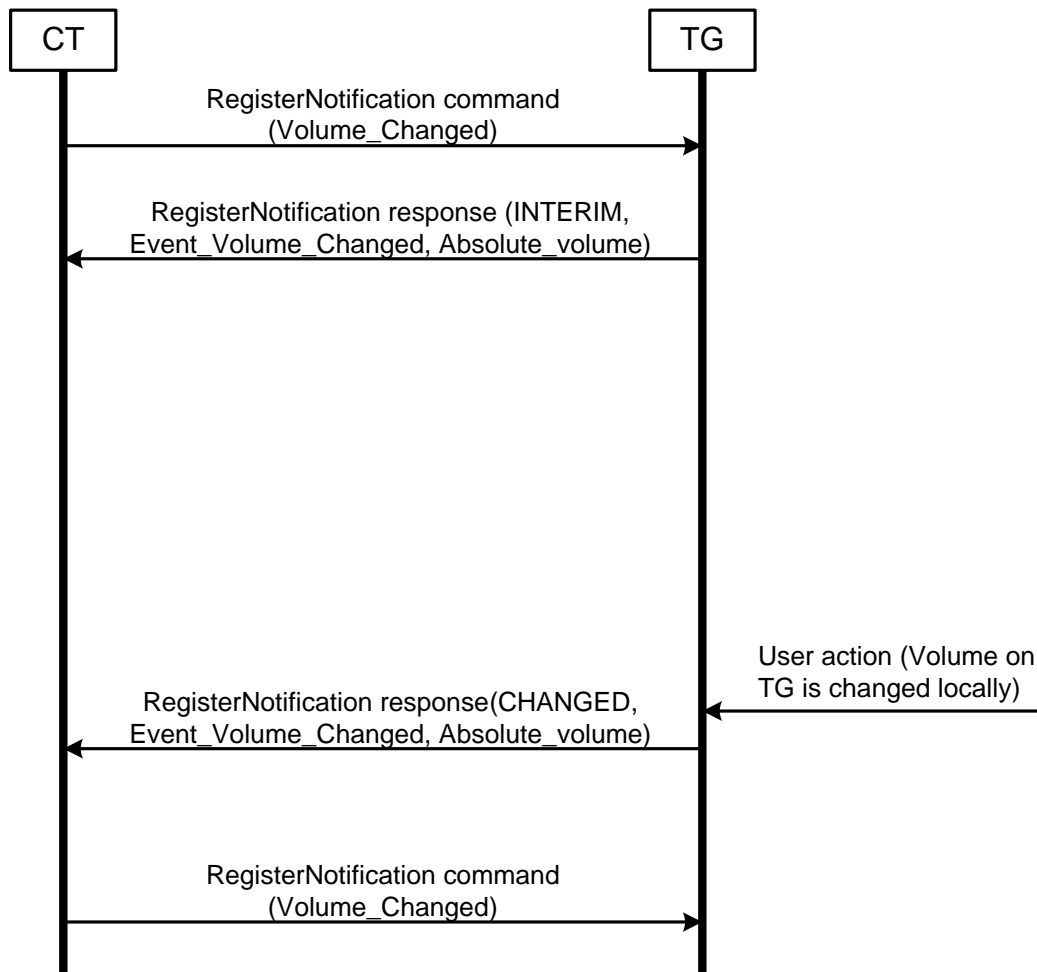 CT
TG
RegisterNotification command
(Volume_Changed)
RegisterNotification response (INTERIM,
Event_Volume_Changed, Absolute_volume)
User action (Volume on
TG is changed locally)
RegisterNotification response(CHANGED,
Event_Volume_Changed, Absolute_volume)
RegisterNotification command
(Volume_Changed)